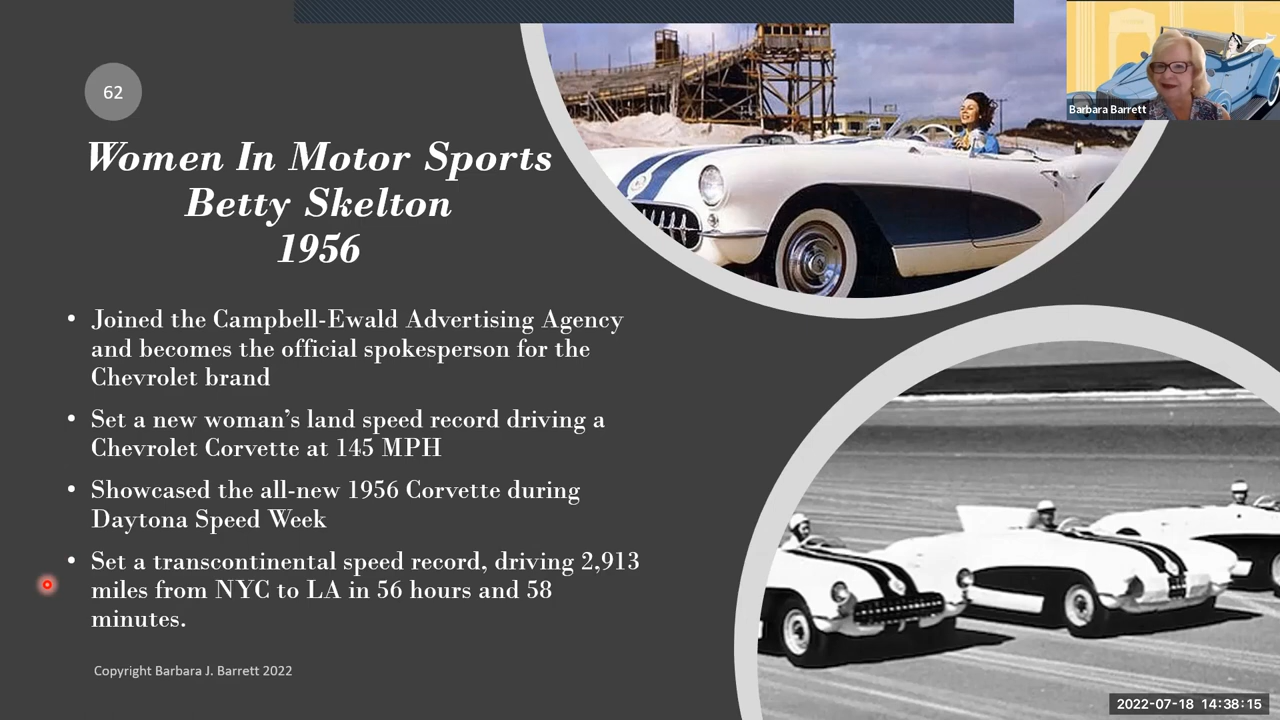 62
Women In Motor Sports
Betty Skelton
1956
• Joined the Campbell-Ewald Advertising Agency
and becomes the official spokesperson for the
Chevrolet brand
• Set a new woman’s land speed record driving a
Chevrolet Corvette at 145 MPH
• Showcased the all-new 1956 Corvette during
Daytona Speed Week
• Set a transcontinental speed record, driving 2,913
miles from NYC to LA in 56 hours and 58
minutes.
Copyright Barbara J. Barrett 2022
Barbara Barrett
2022-07-18 14:38:15